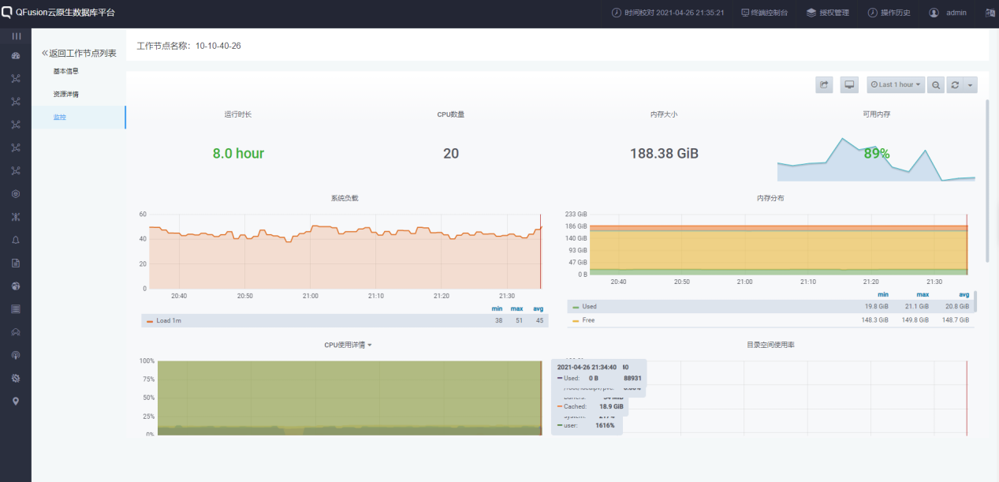 QFusion云原生数据库平台
时间校对 2021-04-26 21:35:21
终端控制台
授权管理
操作历史
admin
«返回工作节点列表
基本信息
资源详情
监控
工作节点名称：10-10-40-26
Last 1 hour
运行时长
CPU数量
内存大小
可用内存
8.0 hour
20
188.38 GiB
89%
系统负载
60
40
20
0
20:40 20:50 21:00 21:10 21:20 21:30
min max avg
Load 1m 38 51 45
内存分布
233 GiB
186 GiB
140 GiB
93 GiB
47 GiB
0 B
20:40 20:50 21:00 21:10 21:20 21:30
min max avg
Used 19.8 GiB 21.1 GiB 20.8 GiB
Free 148.3 GiB 149.8 GiB 148.7 GiB
CPU使用详情
100%
75%
50%
25%
0%
目录空间使用率
2021-04-26 21:34:40
Used: 0 B 88931
Cached: 18.9 GiB
user: 1616%